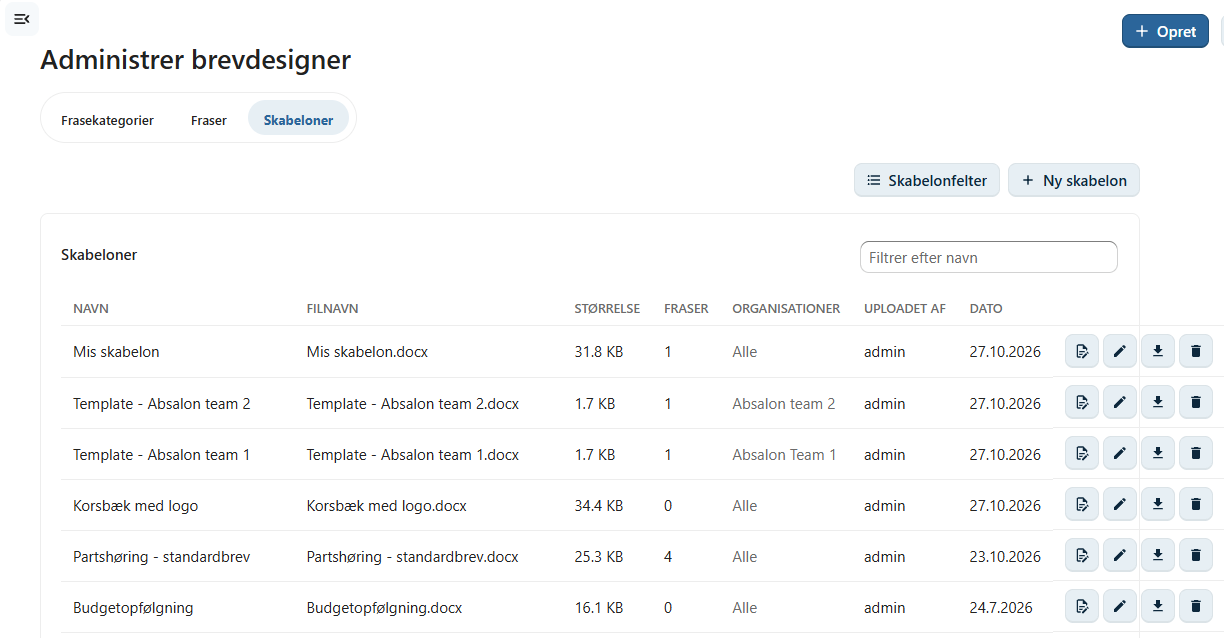 Opret
Administrer brevdesigner
Frasekategorier Fraser Skabeloner
Skabelonfelter Ny skabelon
Skabeloner
Filtrer efter navn
NAVN FILNAVN STØRRELSE FRASER ORGANISATIONER UPLOADET AF DATO
Mis skabelon Mis skabelon.docx 31.8 KB 1 Alle admin 27.10.2026
Template - Absalon team 2 Template - Absalon team 2.docx 1.7 KB 1 Absalon team 2 admin 27.10.2026
Template - Absalon team 1 Template - Absalon team 1.docx 1.7 KB 1 Absalon Team 1 admin 27.10.2026
Korsbæk med logo Korsbæk med logo.docx 34.4 KB 0 Alle admin 27.10.2026
Partshøring - standardbrev Partshøring - standardbrev.docx 25.3 KB 4 Alle admin 23.10.2026
Budgetopfølgning Budgetopfølgning.docx 16.1 KB 0 Alle admin 24.7.2026